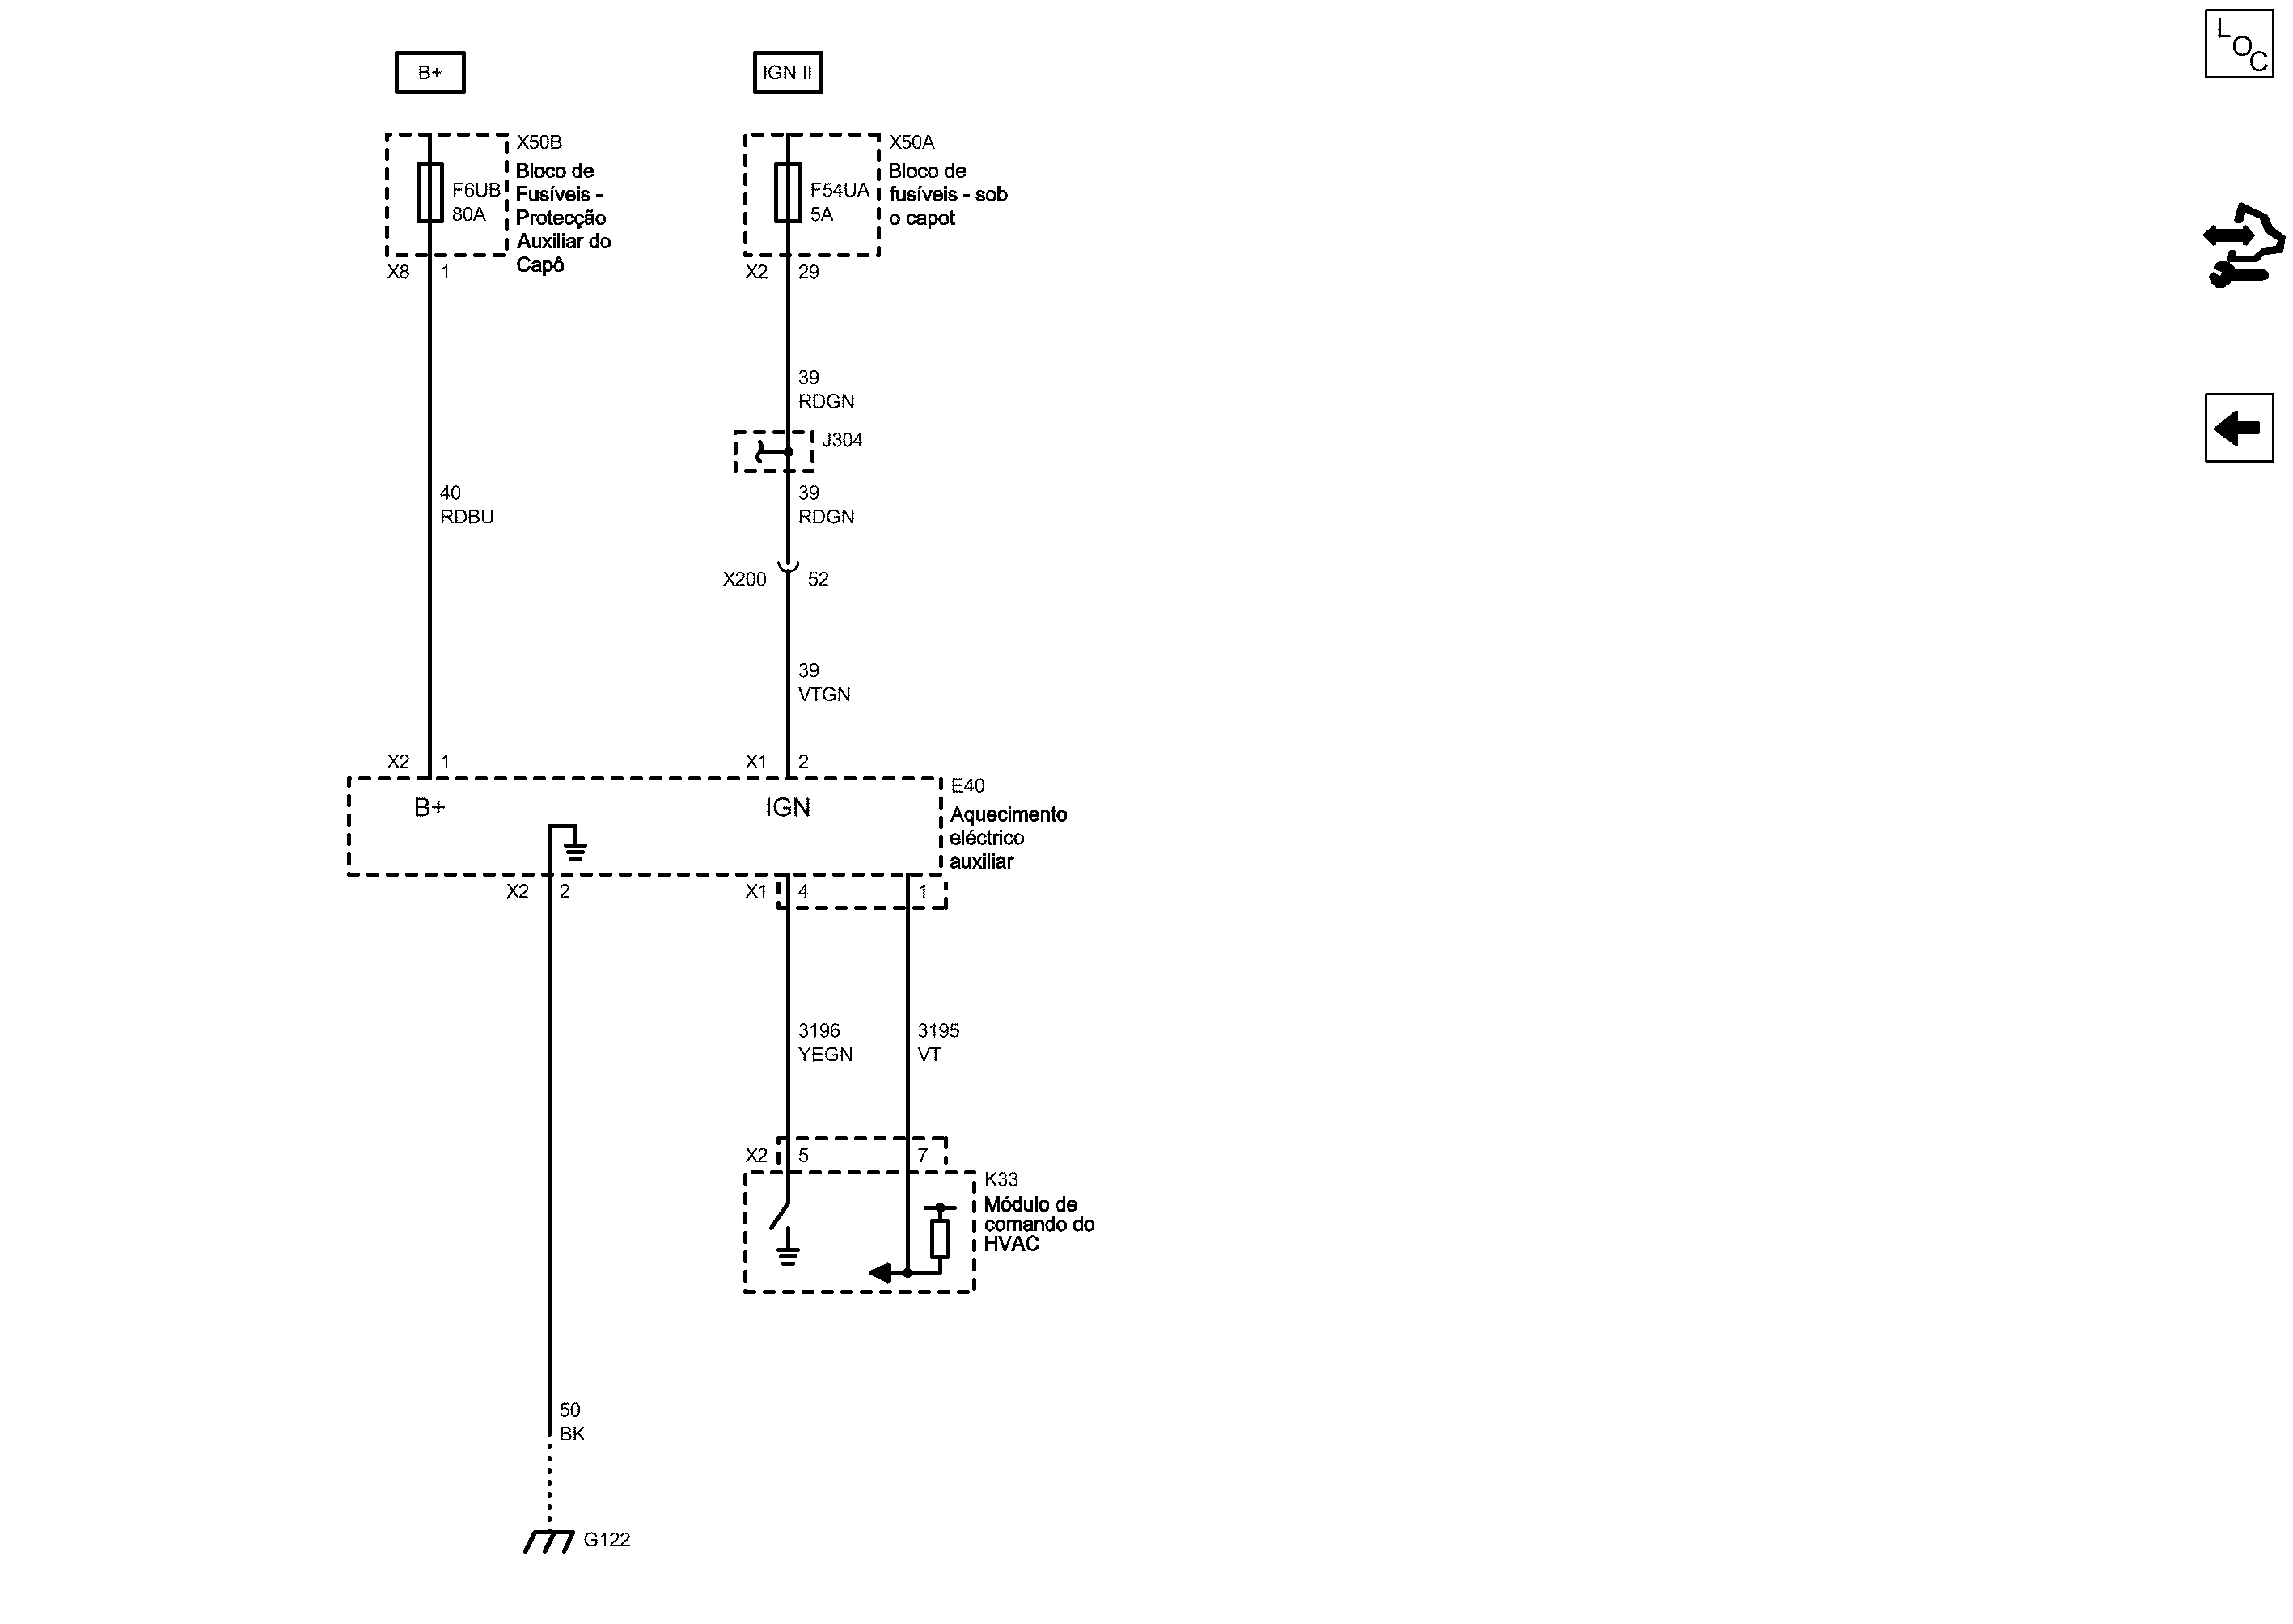 B+
IGN II
LOC
X50B
Bloco de
Fusíveis -
Protecção
Auxiliar do
Capô
F6UB
80A
X8 1
X50A
Bloco de
fusíveis - sob
o capot
F54UA
5A
X2 29
39
RDGN
J304
40
RDBU
39
RDGN
X200 52
39
VTGN
X2 1
X1 2
B+
IGN
E40
Aquecimento
eléctrico
auxiliar
X2 2
X1 4 1
3196
YEGN
3195
VT
X2 5 7
K33
Módulo de
comando do
HVAC
50
BK
G122